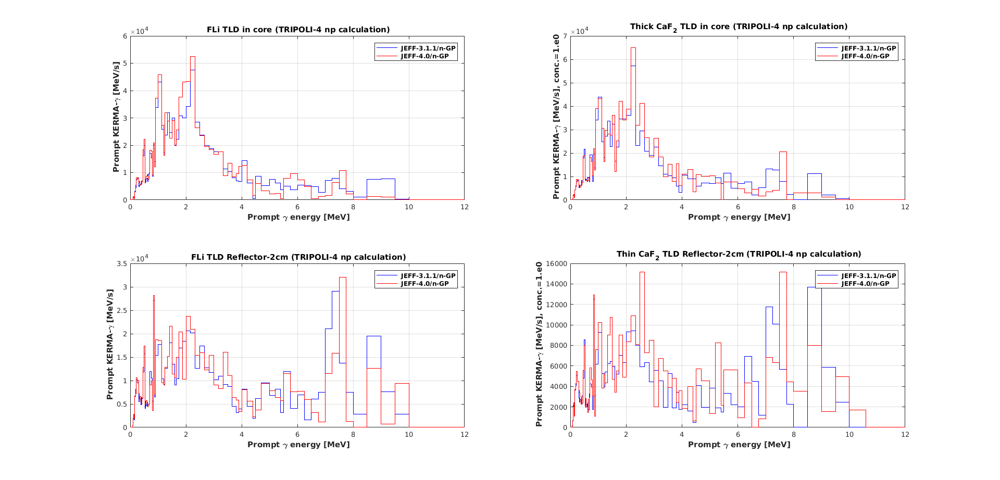 FLi TLD in core (TRIPOLI-4 np calculation)
×10⁴
Prompt KERMA-γ [MeV/s]
6
5
4
3
2
1
0
0 2 4 6 8 10 12
Prompt γ energy [MeV]
JEFF-3.1.1/n-GP
JEFF-4.0/n-GP
Thick CaF₂ TLD in core (TRIPOLI-4 np calculation)
×10⁴
Prompt KERMA-γ [MeV/s], conc.=1.e0
7
6
5
4
3
2
1
0
0 2 4 6 8 10 12
Prompt γ energy [MeV]
JEFF-3.1.1/n-GP
JEFF-4.0/n-GP
FLi TLD Reflector-2cm (TRIPOLI-4 np calculation)
×10⁴
Prompt KERMA-γ [MeV/s]
3.5
3
2.5
2
1.5
1
0.5
0
0 2 4 6 8 10 12
Prompt γ energy [MeV]
JEFF-3.1.1/n-GP
JEFF-4.0/n-GP
Thin CaF₂ TLD Reflector-2cm (TRIPOLI-4 np calculation)
Prompt KERMA-γ [MeV/s], conc.=1.e0
16000
14000
12000
10000
8000
6000
4000
2000
0
0 2 4 6 8 10 12
Prompt γ energy [MeV]
JEFF-3.1.1/n-GP
JEFF-4.0/n-GP